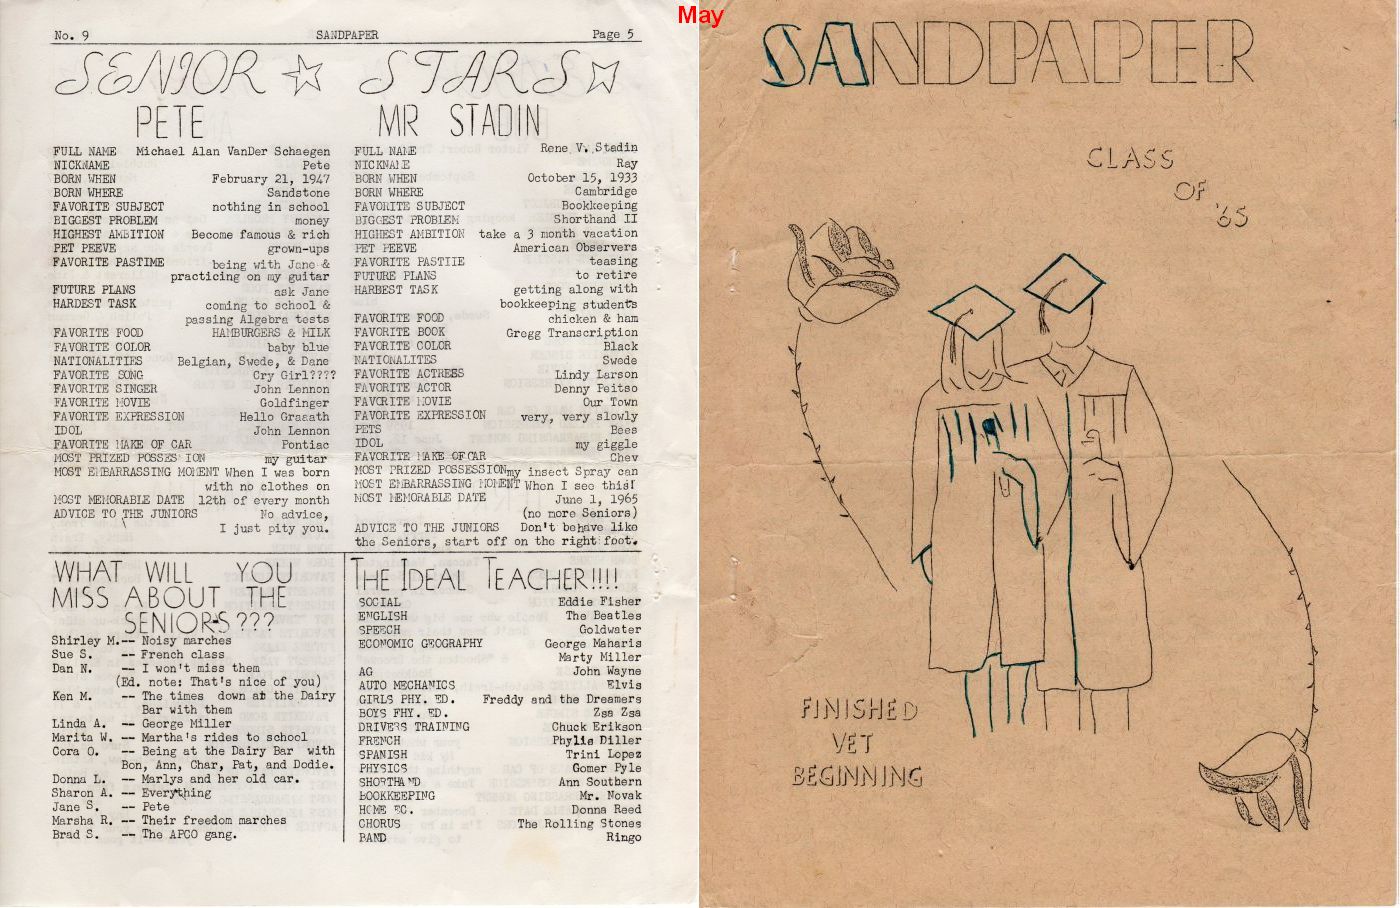 May
No. 9 SANDPAPER Page 5
SENIOR STARS
PETE
FULL NAME Michael Alan VanDer Schaegen
NICKNAME Pete
BORN WHEN February 21, 1947
BORN WHERE Sandstone
FAVORITE SUBJECT nothing in school
BIGGEST PROBLEM money
HIGHEST AMBITION Become famous & rich
PET PEEVE grown-ups
FAVORITE PASTIME being with Jane &
practicing on my guitar
FUTURE PLANS ask Jane
HARDEST TASK coming to school &
passing Algebra tests
FAVORITE FOOD HAMBURGERS & MILK
FAVORITE COLOR baby blue
NATIONALITIES Belgian, Swede, & Dane
FAVORITE SONG Cry Girl????
FAVORITE SINGER John Lennon
FAVORITE MOVIE Goldfinger
FAVORITE EXPRESSION Hello Graaath
IDOL John Lennon
FAVORITE MAKE OF CAR Pontiac
MOST PRIZED POSSES ION my guitar
MOST EMBARRASSING MOMENT When I was born
with no clothes on
MOST MEMORABLE DATE 12th of every month
ADVICE TO THE JUNIORS No advice,
I just pity you.
MR STADIN
FULL NAME Rene V. Stadin
NICKNAME Ray
BORN WHEN October 15, 1933
BORN WHERE Cambridge
FAVORITE SUBJECT Bookkeeping
BIGGEST PROBLEM Shorthand II
HIGHEST AMBITION take a 3 month vacation
PET PEEVE American Observers
FAVORITE PASTIIE teasing
FUTURE PLANS to retire
HARBEST TASK getting along with
bookkeeping students
FAVORITE FOOD chicken & ham
FAVORITE BOOK Gregg Transcription
FAVORITE COLOR Black
NATIONALITES Swede
FAVORITE ACTRESS Lindy Larson
FAVORITE ACTOR Denny Peitso
FAVORITE MOVIE Our Town
FAVORITE EXPRESSION very, very slowly
PETS Bees
IDOL my giggle
FAVORITE MAKE OF CAR Chev
MOST PRIZED POSSESSION my insect Spray can
MOST EMBARRASSING MOMENT When I see this!
MOST MEMORABLE DATE June 1, 1965
(no more Seniors)
ADVICE TO THE JUNIORS Don't behave like
the Seniors, start off on the right foot.
WHAT WILL YOU
MISS ABOUT THE
SENIORS???
Shirley M.-- Noisy marches
Sue S. -- French class
Dan N. -- I won't miss them
(Ed. note: That's nice of you)
Ken M. -- The times down at the Dairy
Bar with them
Linda A. -- George Miller
Marita W. -- Martha's rides to school
Cora O. -- Being at the Dairy Bar with
Bon, Ann, Char, Pat, and Dodie.
Donna L. -- Marlys and her old car.
Sharon A. -- Everything
Jane S. -- Pete
Marsha R. -- Their freedom marches
Brad S. -- The APCO gang.
THE IDEAL TEACHER!!!!
SOCIAL Eddie Fisher
ENGLISH The Beatles
SPEECH Goldwater
ECONOMIC GEOGRAPHY George Maharis
Marty Miller
AG John Wayne
AUTO MECHANICS Elvis
GIRLS PHY. ED. Freddy and the Dreamers
BOYS PHY. ED. Zsa Zsa
DRIVERS TRAINING Chuck Erikson
FRENCH Phylis Diller
SPANISH Trini Lopez
PHYSICS Gomer Pyle
SHORTHAND Ann Southern
BOOKKEEPING Mr. Novak
HOME EC. Donna Reed
CHORUS The Rolling Stones
BAND Ringo
SANDPAPER
CLASS
OF
'65
FINISHED
YET
BEGINNING